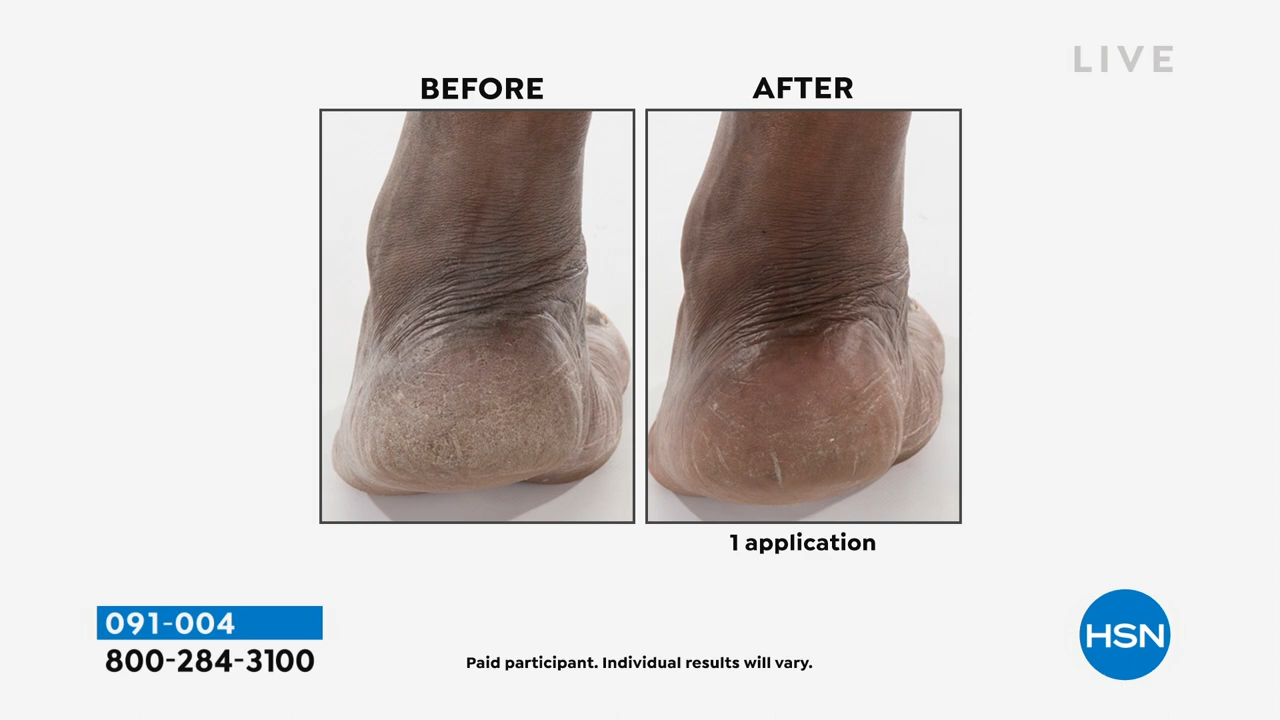 LIVE
BEFORE
AFTER
1 application
091-004
800-284-3100
Paid participant. Individual results will vary.
HSN